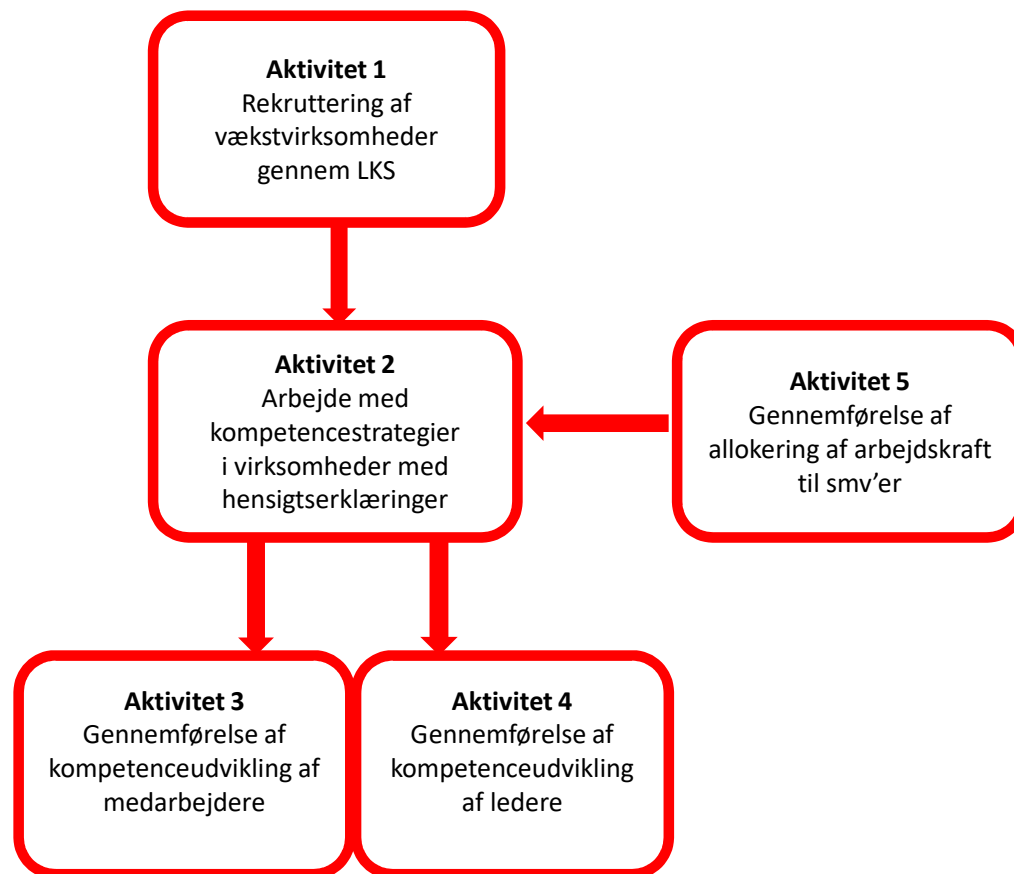 Aktivitet 1
Rekruttering af
vækstvirksomheder
gennem LKS
Aktivitet 2
Arbejde med
kompetencestrategier
i virksomheder med
hensigtserklæringer
Aktivitet 5
Gennemførelse af
allokering af arbejdskraft
til smv’er
Aktivitet 3
Gennemførelse af
kompetenceudvikling af
medarbejdere
Aktivitet 4
Gennemførelse af
kompetenceudvikling
af ledere